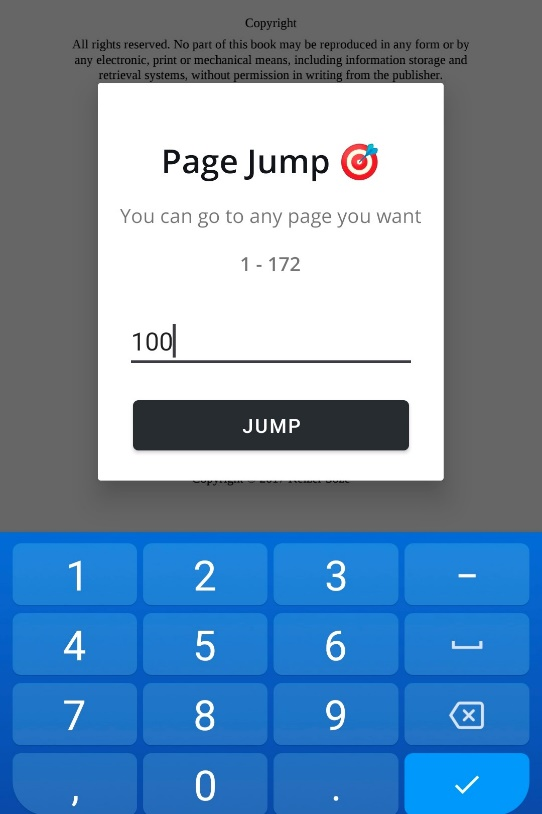 Copyright
All rights reserved. No part of this book may be reproduced in any form or by
any electronic, print or mechanical means, including information storage and
retrieval systems, without permission in writing from the publisher.
Page Jump
You can go to any page you want
1 - 172
100
JUMP
Copyright © 2017
1 2 3 -
4 5 6
7 8 9
, 0 .